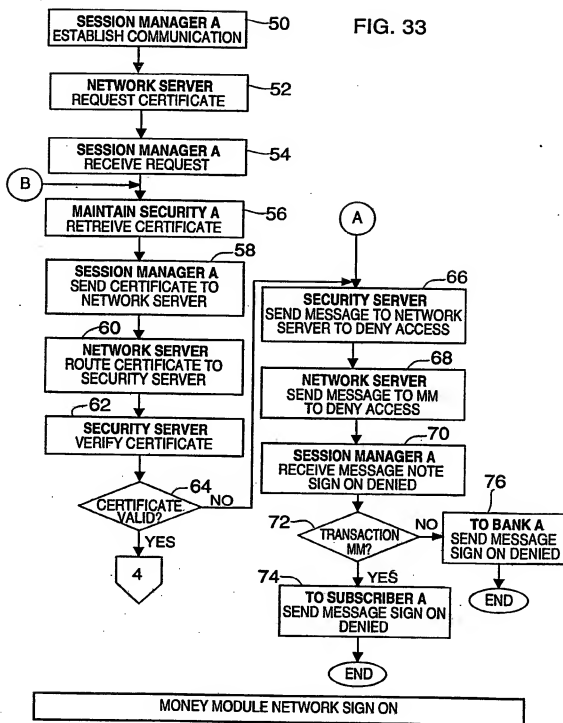 FIG. 33
SESSION MANAGER A
ESTABLISH COMMUNICATION
50
NETWORK SERVER
REQUEST CERTIFICATE
52
SESSION MANAGER A
RECEIVE REQUEST
54
B
MAINTAIN SECURITY A
RETREIVE CERTIFICATE
56
58
SESSION MANAGER A
SEND CERTIFICATE TO
NETWORK SERVER
60
NETWORK SERVER
ROUTE CERTIFICATE TO
SECURITY SERVER
62
SECURITY SERVER
VERIFY CERTIFICATE
64
CERTIFICATE
VALID?
NO
YES
4
A
66
SECURITY SERVER
SEND MESSAGE TO NETWORK
SERVER TO DENY ACCESS
68
NETWORK SERVER
SEND MESSAGE TO MM
TO DENY ACCESS
70
SESSION MANAGER A
RECEIVE MESSAGE NOTE
SIGN ON DENIED
72
TRANSACTION
MM?
NO
76
TO BANK A
SEND MESSAGE
SIGN ON DENIED
END
YES
74
TO SUBSCRIBER A
SEND MESSAGE SIGN ON
DENIED
END
MONEY MODULE NETWORK SIGN ON